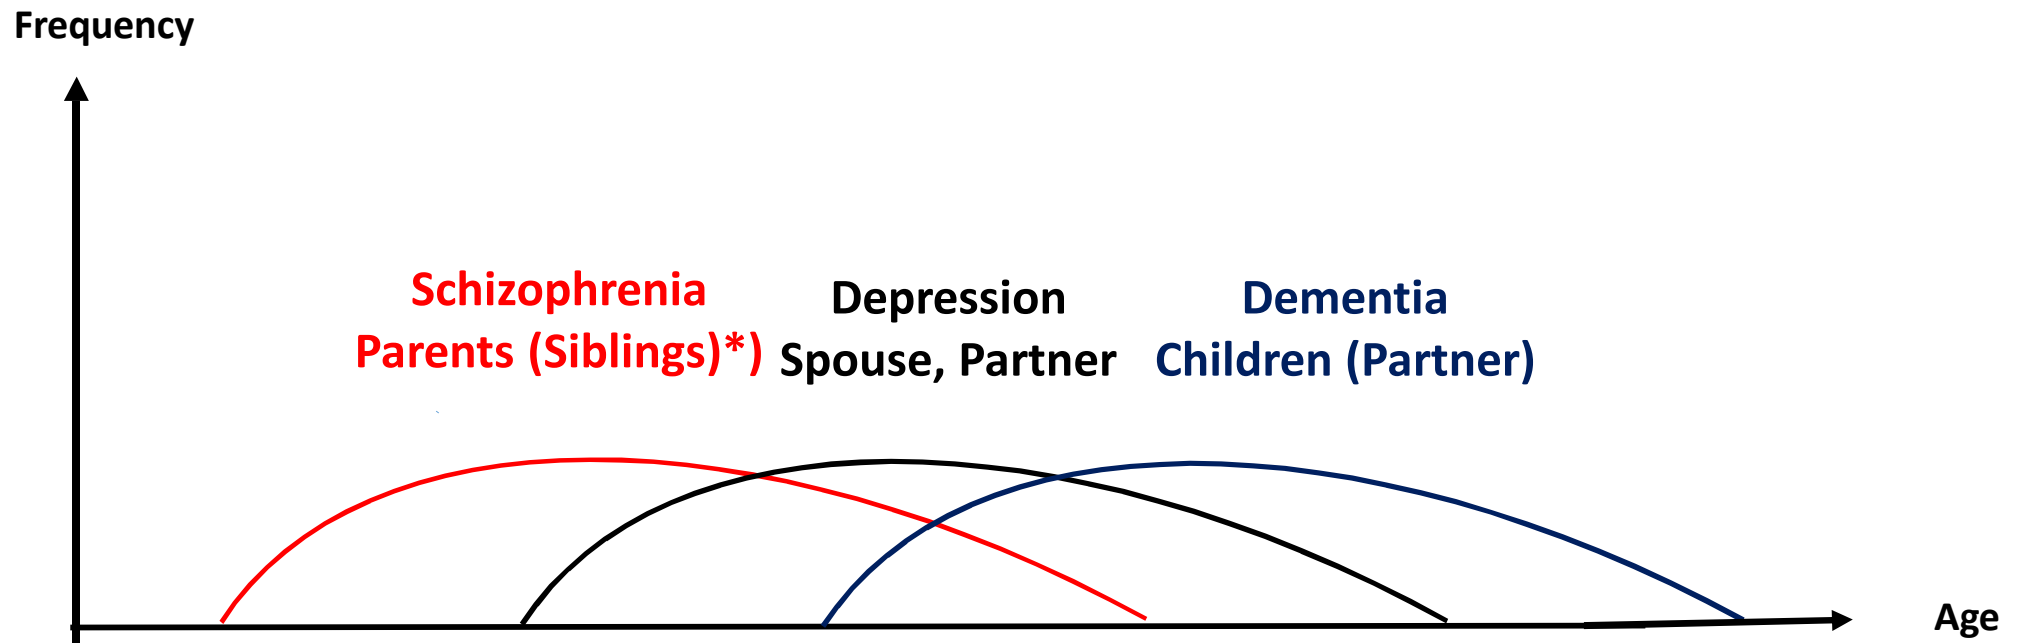 Frequency
Schizophrenia
Parents (Siblings)*)
Depression
Spouse, Partner
Dementia
Children (Partner)
Age